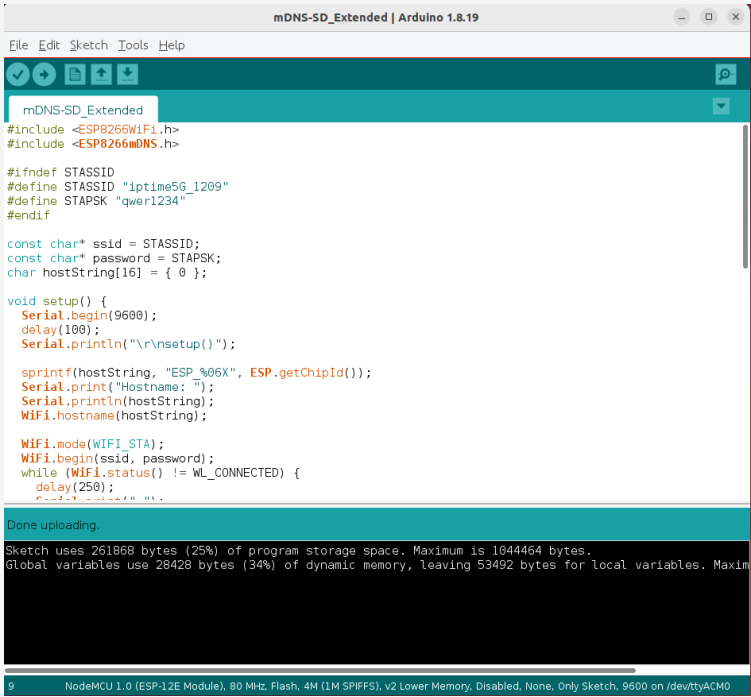 mDNS-SD_Extended | Arduino 1.8.19
File Edit Sketch Tools Help
mDNS-SD_Extended
#include <ESP8266WiFi.h>
#include <ESP8266mDNS.h>
#ifndef STASSID
#define STASSID "iptime5G_1209"
#define STAPSK "qwer1234"
#endif
const char* ssid = STASSID;
const char* password = STAPSK;
char hostString[16] = { 0 };
void setup() {
  Serial.begin(9600);
  delay(100);
  Serial.println("\r\nsetup()");
  sprintf(hostString, "ESP_%06X", ESP.getChipId());
  Serial.print("Hostname: ");
  Serial.println(hostString);
  WiFi.hostname(hostString);
  WiFi.mode(WIFI_STA);
  WiFi.begin(ssid, password);
  while (WiFi.status() != WL_CONNECTED) {
    delay(250);
Done uploading.
Sketch uses 261868 bytes (25%) of program storage space. Maximum is 1044464 bytes.
Global variables use 28428 bytes (34%) of dynamic memory, leaving 53492 bytes for local variables. Maxim
9 NodeMCU 1.0 (ESP-12E Module), 80 MHz, Flash, 4M (1M SPIFFS), v2 Lower Memory, Disabled, None, Only Sketch, 9600 on /dev/ttyACM0